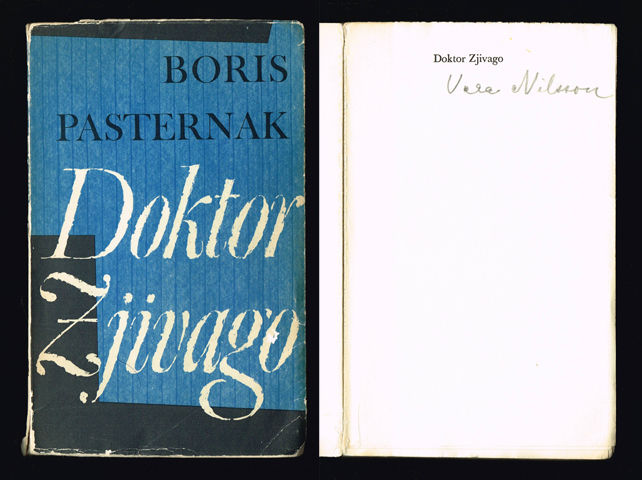 BORIS
PASTERNAK
Doktor
Zjivago
Doktor Zjivago
Vera Nilsson